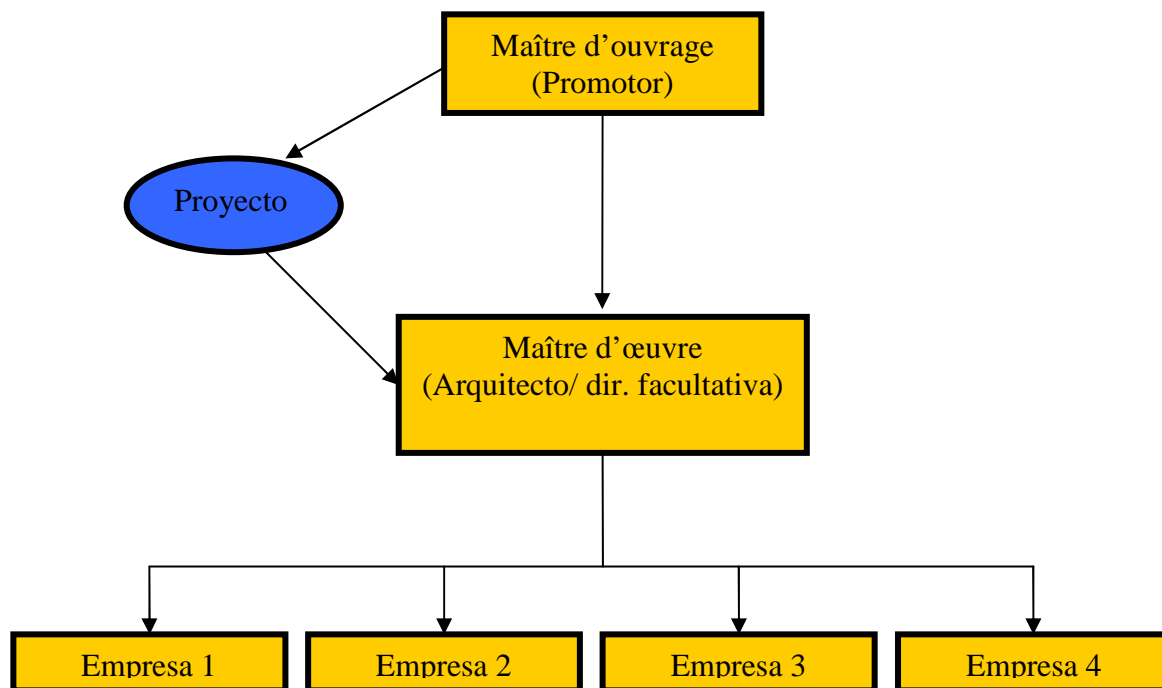 Maître d’ouvrage
(Promotor)
Proyecto
Maître d’œuvre
(Arquitecto/ dir. facultativa)
Empresa 1
Empresa 2
Empresa 3
Empresa 4